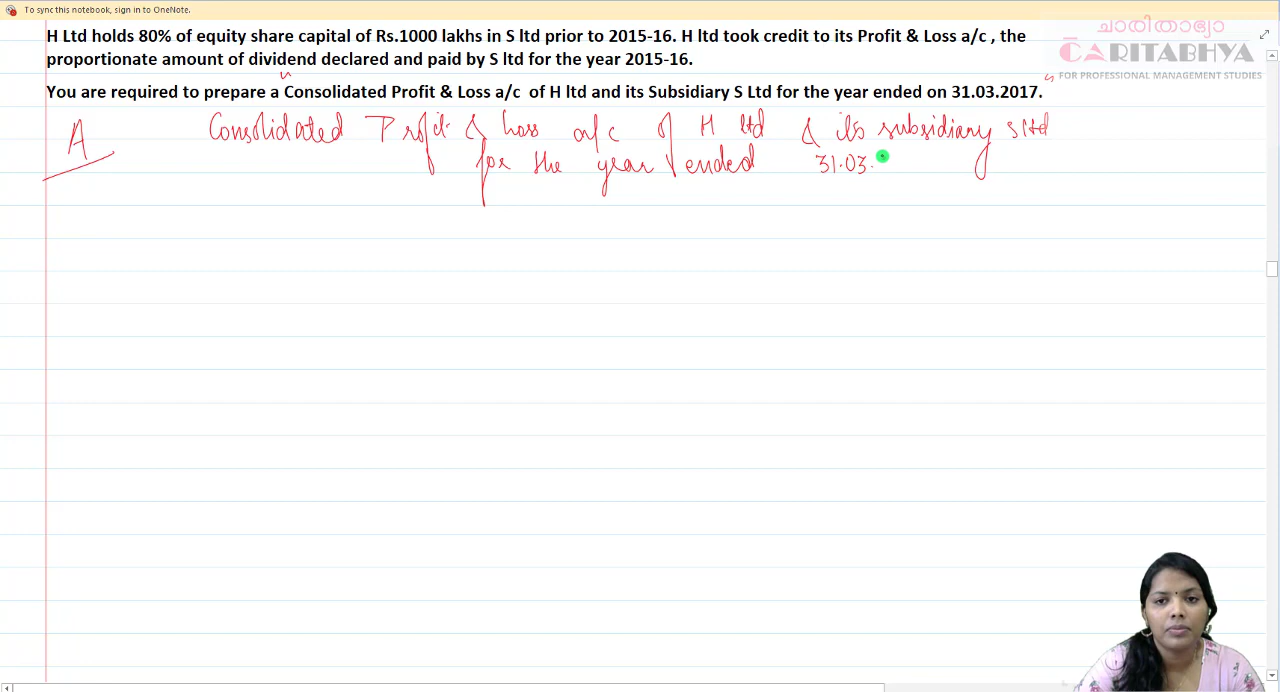 To sync this notebook, sign in to OneNote.
H Ltd holds 80% of equity share capital of Rs.1000 lakhs in S ltd prior to 2015-16. H ltd took credit to its Profit & Loss a/c , the
proportionate amount of dividend declared and paid by S ltd for the year 2015-16.
You are required to prepare a Consolidated Profit & Loss a/c of H ltd and its Subsidiary S Ltd for the year ended on 31.03.2017.
ചാരിതാഭ്യാ
CARITABHYA
FOR PROFESSIONAL MANAGEMENT STUDIES
A
Consolidated Profit & Loss a/c of H ltd & its subsidiary S ltd
for the year ended 31.03.